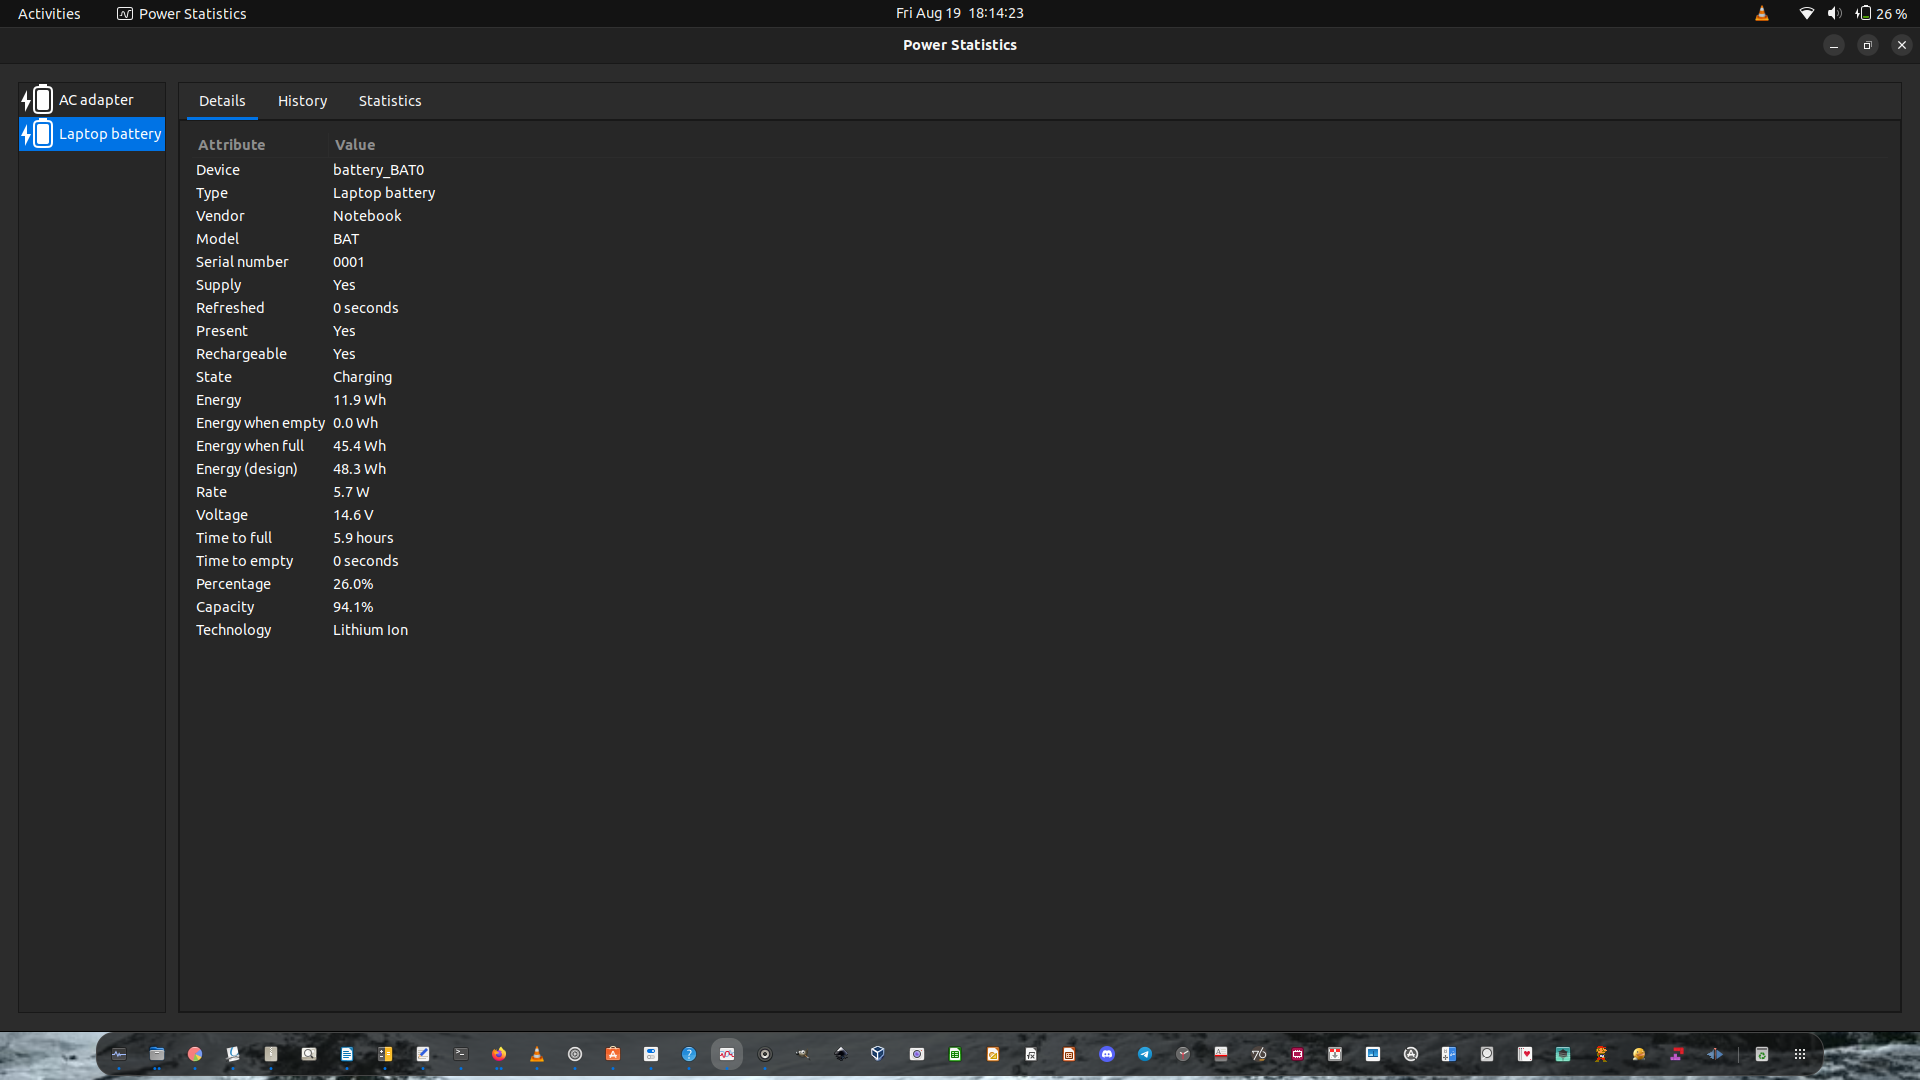 Activities
Power Statistics
Fri Aug 19 18:14:23
26 %
Power Statistics
AC adapter
Laptop battery
Details History Statistics
Attribute Value
Device battery_BAT0
Type Laptop battery
Vendor Notebook
Model BAT
Serial number 0001
Supply Yes
Refreshed 0 seconds
Present Yes
Rechargeable Yes
State Charging
Energy 11.9 Wh
Energy when empty 0.0 Wh
Energy when full 45.4 Wh
Energy (design) 48.3 Wh
Rate 5.7 W
Voltage 14.6 V
Time to full 5.9 hours
Time to empty 0 seconds
Percentage 26.0%
Capacity 94.1%
Technology Lithium Ion